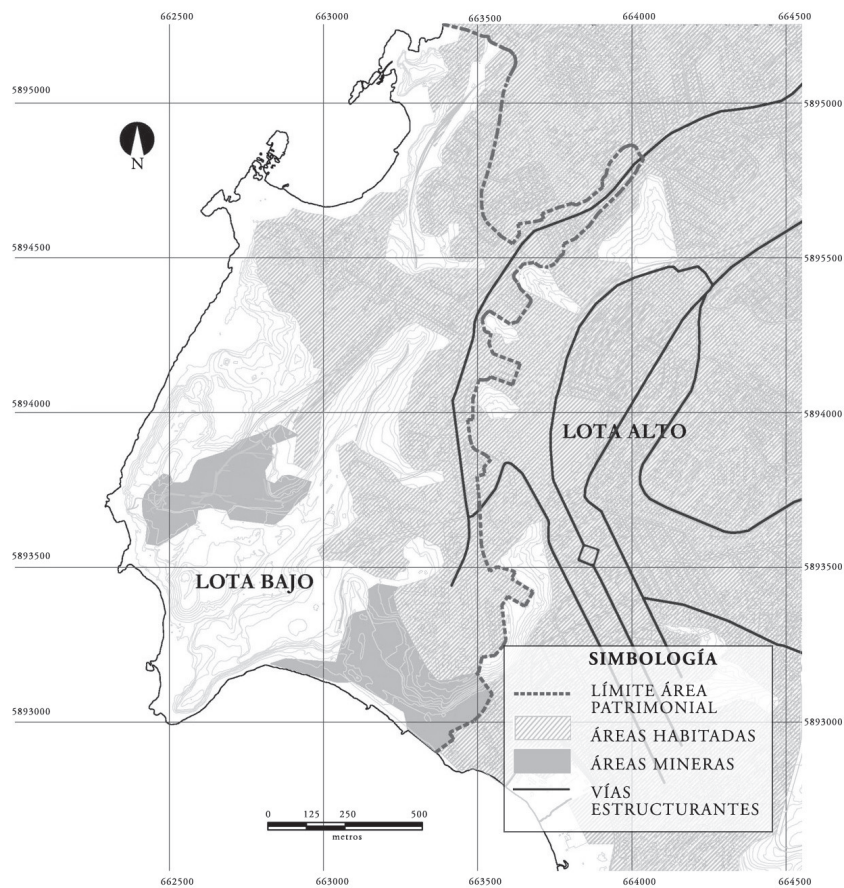 662500 663000 663500 664000 664500
5895000 5895000
N
5894500 5895500
5894000 5894000
LOTA ALTO
5893500 5893500
LOTA BAJO
SIMBOLOGÍA
LÍMITE ÁREA
PATRIMONIAL
5893000 5893000
ÁREAS HABITADAS
ÁREAS MINERAS
VÍAS
ESTRUCTURANTES
0 125 250 500
metros
662500 663000 663500 664000 664500